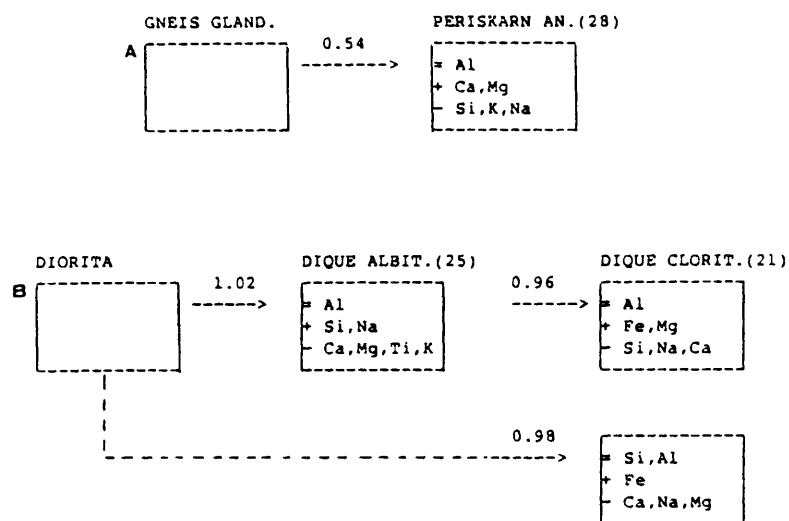 GNEIS GLAND. PERISKARN AN.(28)
A 0.54
= Al
+ Ca,Mg
- Si,K,Na
DIORITA DIQUE ALBIT.(25) DIQUE CLORIT.(21)
B 1.02 0.96
= Al = Al
+ Si,Na + Fe,Mg
- Ca,Mg,Ti,K - Si,Na,Ca
0.98
= Si,Al
+ Fe
- Ca,Na,Mg